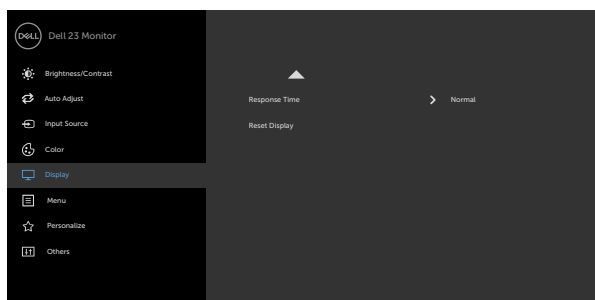 DELL Dell 23 Monitor
Brightness/Contrast
Auto Adjust
Response Time Normal
Input Source
Reset Display
Color
Display
Menu
Personalize
Others